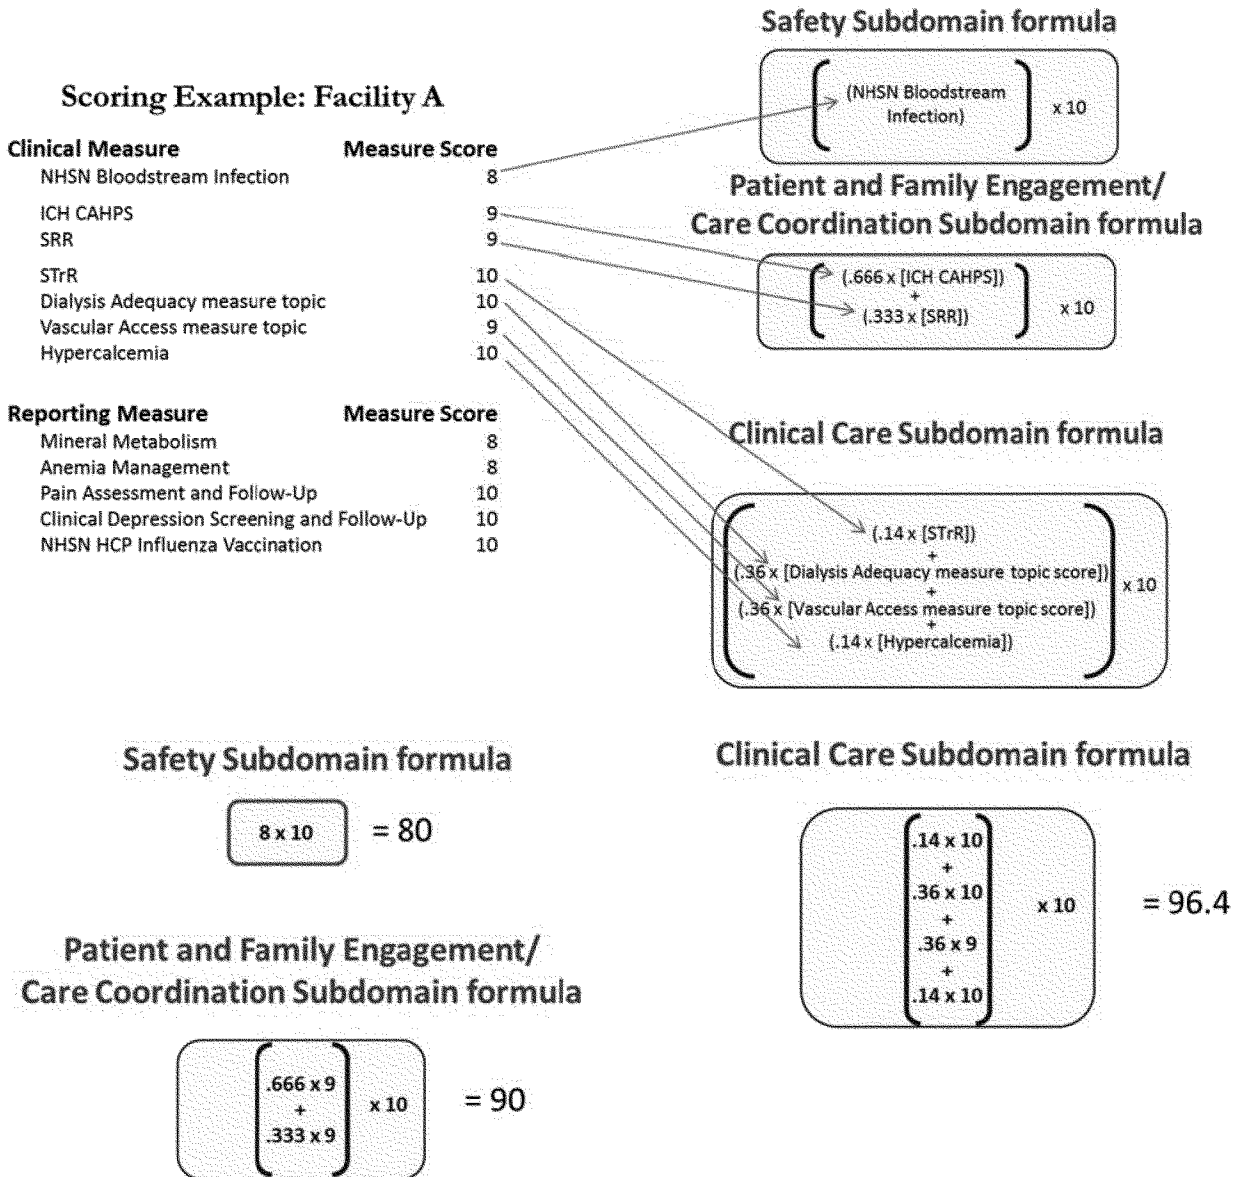 Scoring Example: Facility A
Clinical Measure Measure Score
NHSN Bloodstream Infection 8
ICH CAHPS 9
SRR 9
STrR 10
Dialysis Adequacy measure topic 10
Vascular Access measure topic 9
Hypercalcemia 10
Reporting Measure Measure Score
Mineral Metabolism 8
Anemia Management 8
Pain Assessment and Follow-Up 10
Clinical Depression Screening and Follow-Up 10
NHSN HCP Influenza Vaccination 10
Safety Subdomain formula
(NHSN Bloodstream
Infection)
x 10
Patient and Family Engagement/
Care Coordination Subdomain formula
(.666 x [ICH CAHPS])
+
(.333 x [SRR])
x 10
Clinical Care Subdomain formula
(.14 x [STrR])
+
(.36 x [Dialysis Adequacy measure topic score])
+
(.36 x [Vascular Access measure topic score])
+
(.14 x [Hypercalcemia])
x 10
Safety Subdomain formula
8 x 10 = 80
Patient and Family Engagement/
Care Coordination Subdomain formula
.666 x 9
+
.333 x 9
x 10 = 90
Clinical Care Subdomain formula
.14 x 10
+
.36 x 10
+
.36 x 9
+
.14 x 10
x 10 = 96.4